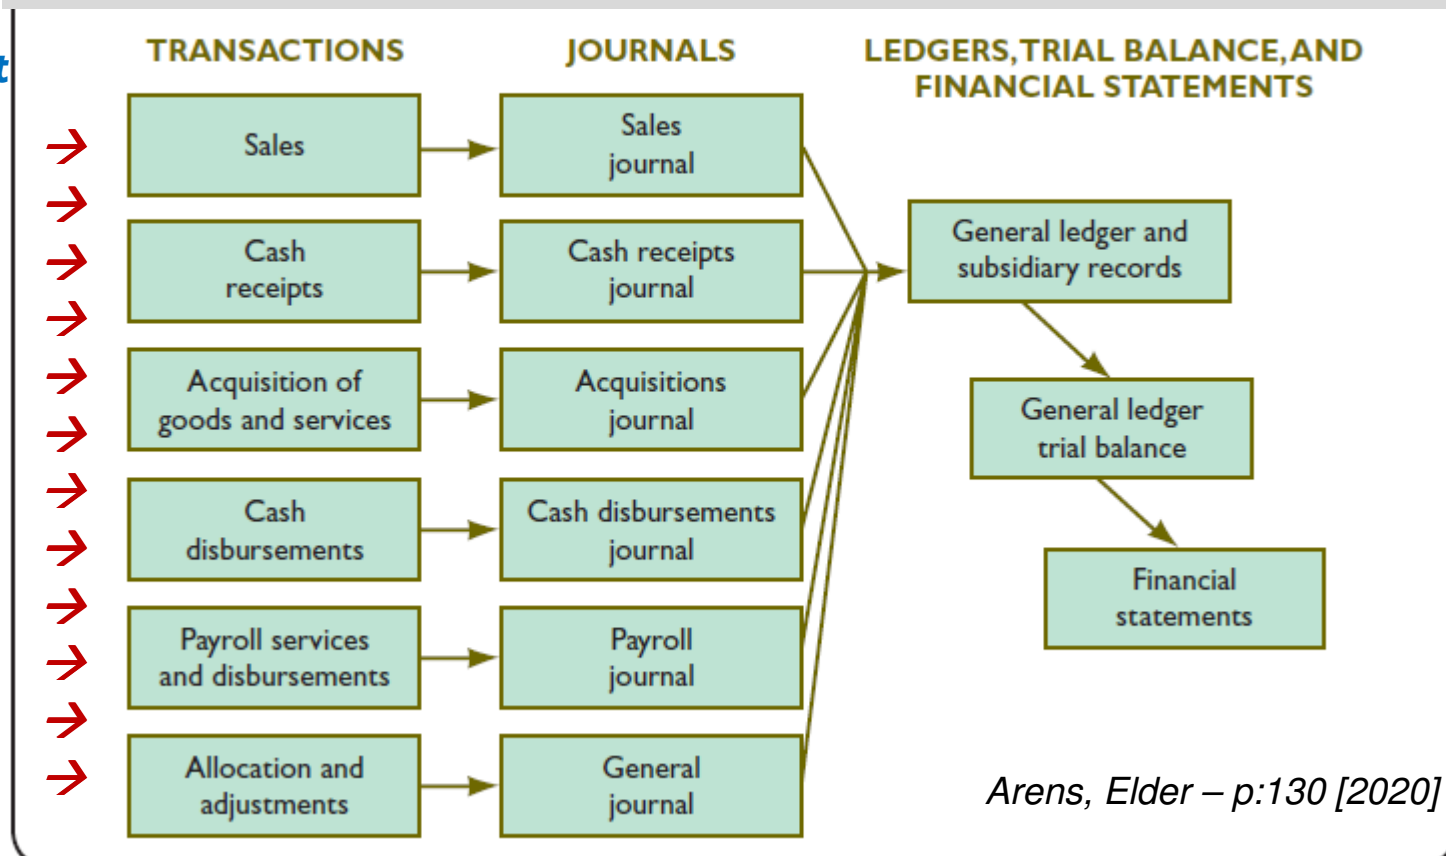 TRANSACTIONS
JOURNALS
LEDGERS, TRIAL BALANCE, AND
FINANCIAL STATEMENTS
t
Sales
Sales
journal
Cash
receipts
Cash receipts
journal
Acquisition of
goods and services
Acquisitions
journal
Cash
disbursements
Cash disbursements
journal
Payroll services
and disbursements
Payroll
journal
Allocation and
adjustments
General
journal
General ledger and
subsidiary records
General ledger
trial balance
Financial
statements
Arens, Elder – p:130 [2020]